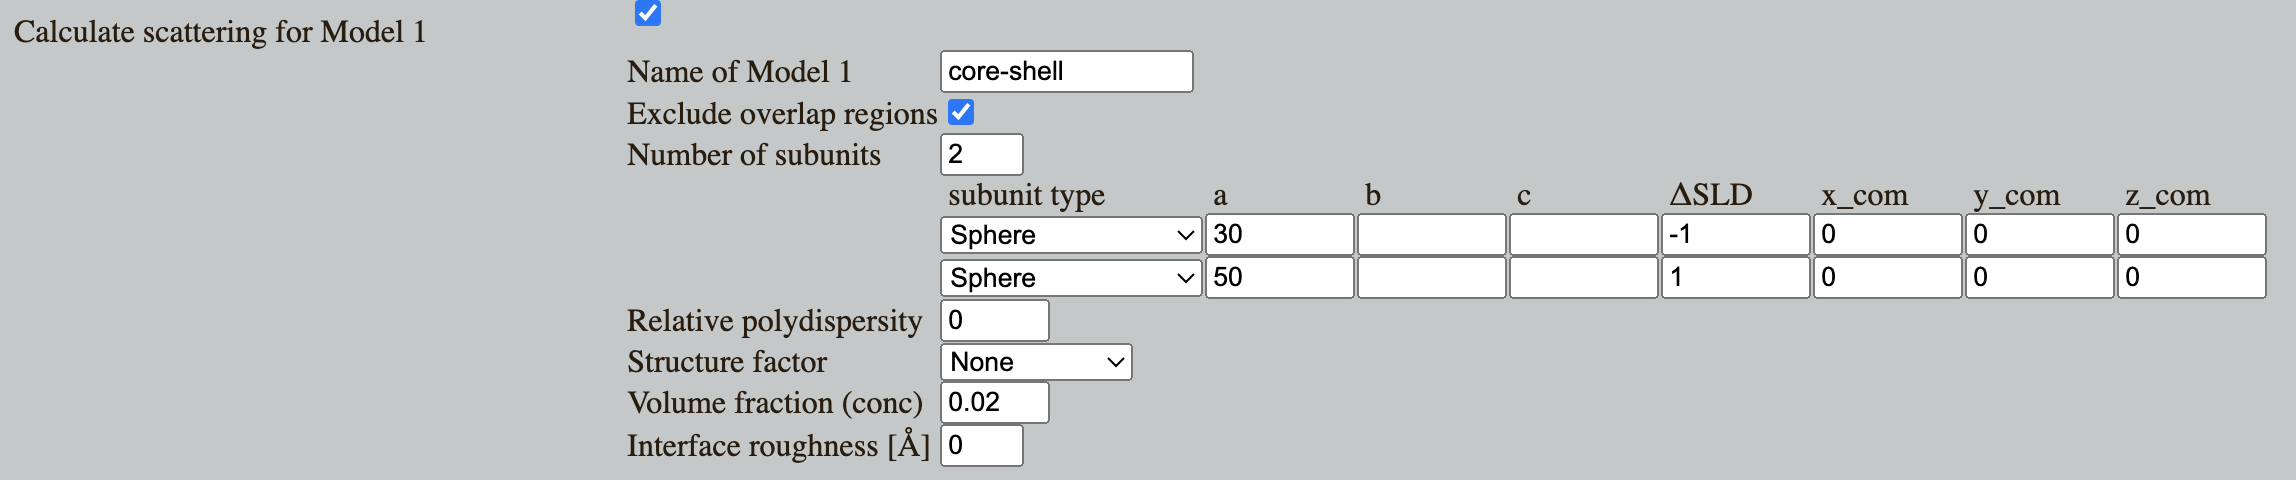 Calculate scattering for Model 1
Name of Model 1 core-shell
Exclude overlap regions
Number of subunits 2
subunit type a b c ΔSLD x_com y_com z_com
Sphere 30 -1 0 0 0
Sphere 50 1 0 0 0
Relative polydispersity 0
Structure factor None
Volume fraction (conc) 0.02
Interface roughness [Å] 0